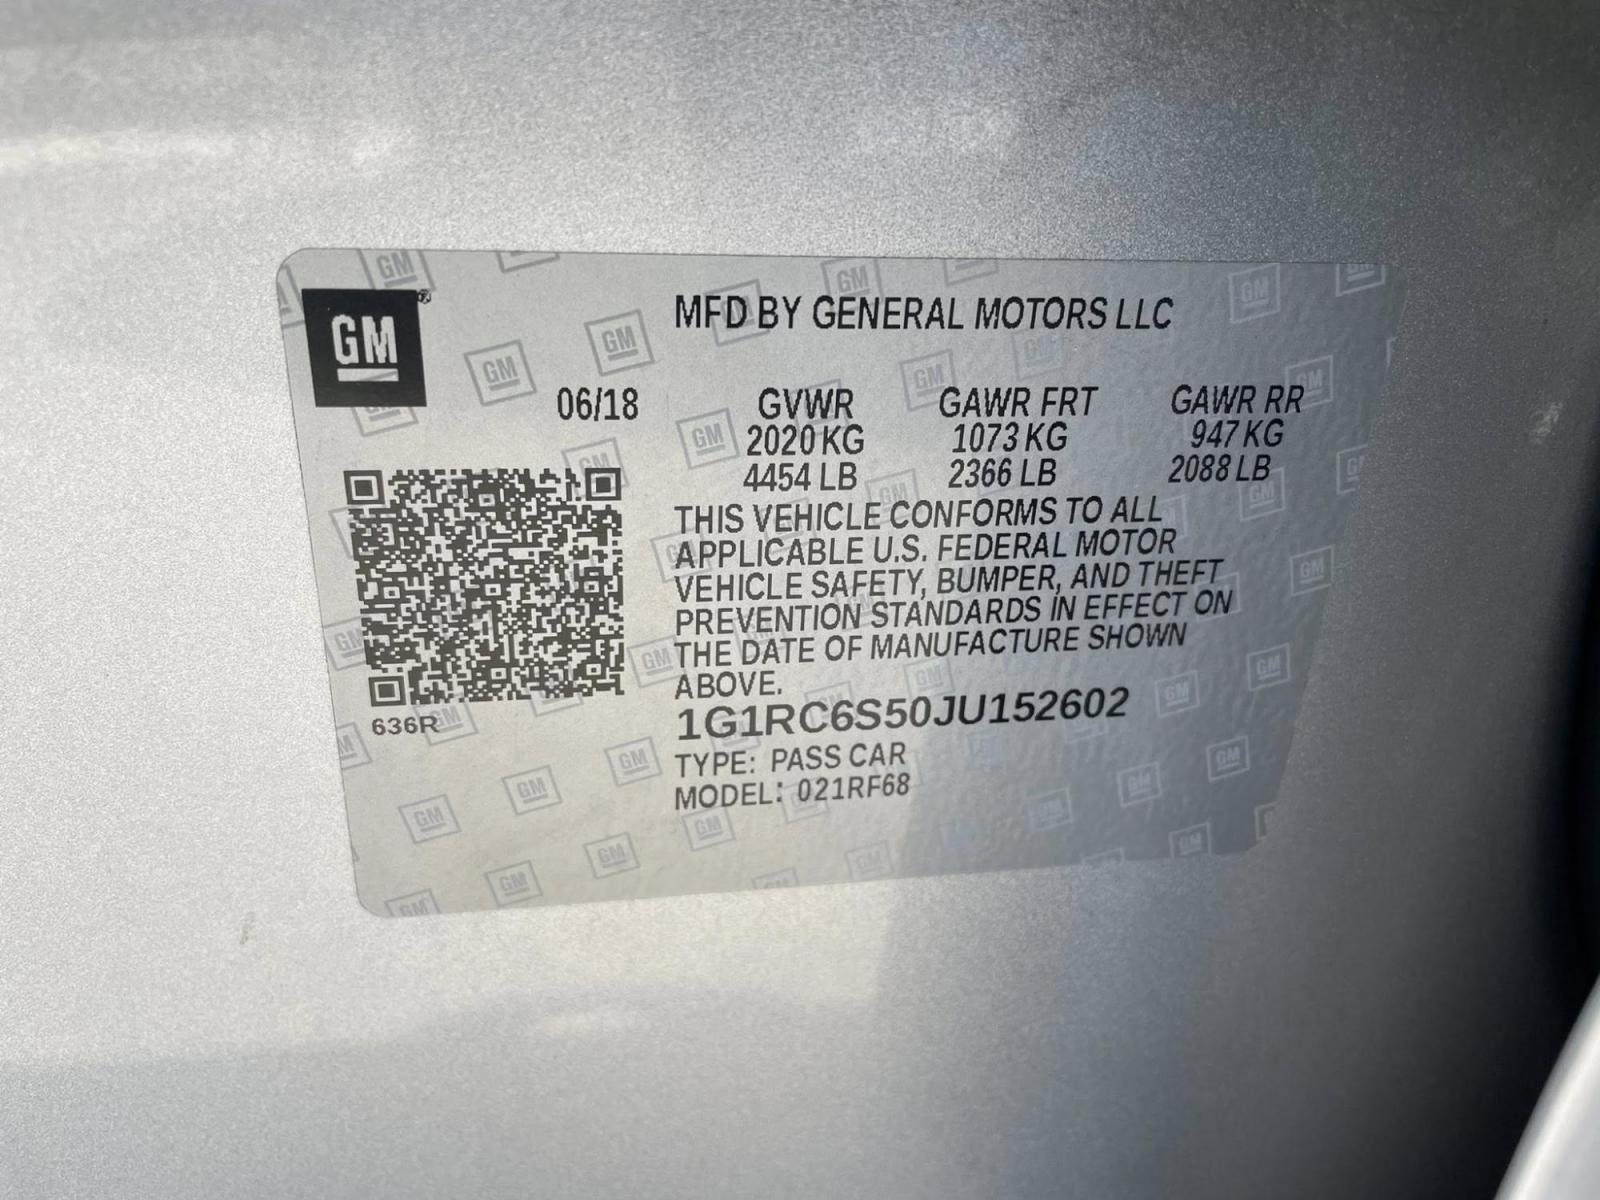 GM®
MFD BY GENERAL MOTORS LLC
06/18 GVWR GAWR FRT GAWR RR
2020 KG 1073 KG 947 KG
4454 LB 2366 LB 2088 LB
THIS VEHICLE CONFORMS TO ALL
APPLICABLE U.S. FEDERAL MOTOR
VEHICLE SAFETY, BUMPER, AND THEFT
PREVENTION STANDARDS IN EFFECT ON
THE DATE OF MANUFACTURE SHOWN
ABOVE.
636R
1G1RC6S50JU152602
TYPE: PASS CAR
MODEL: 021RF68